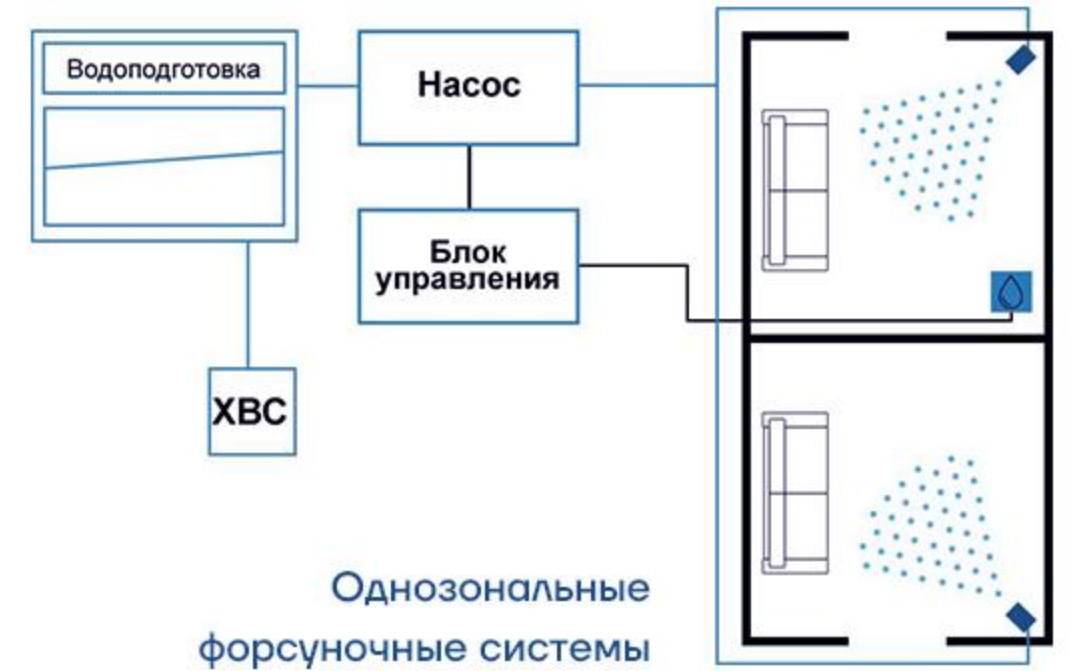 Водоподготовка
Насос
Блок
управления
ХВС
Однозональные
форсуночные системы